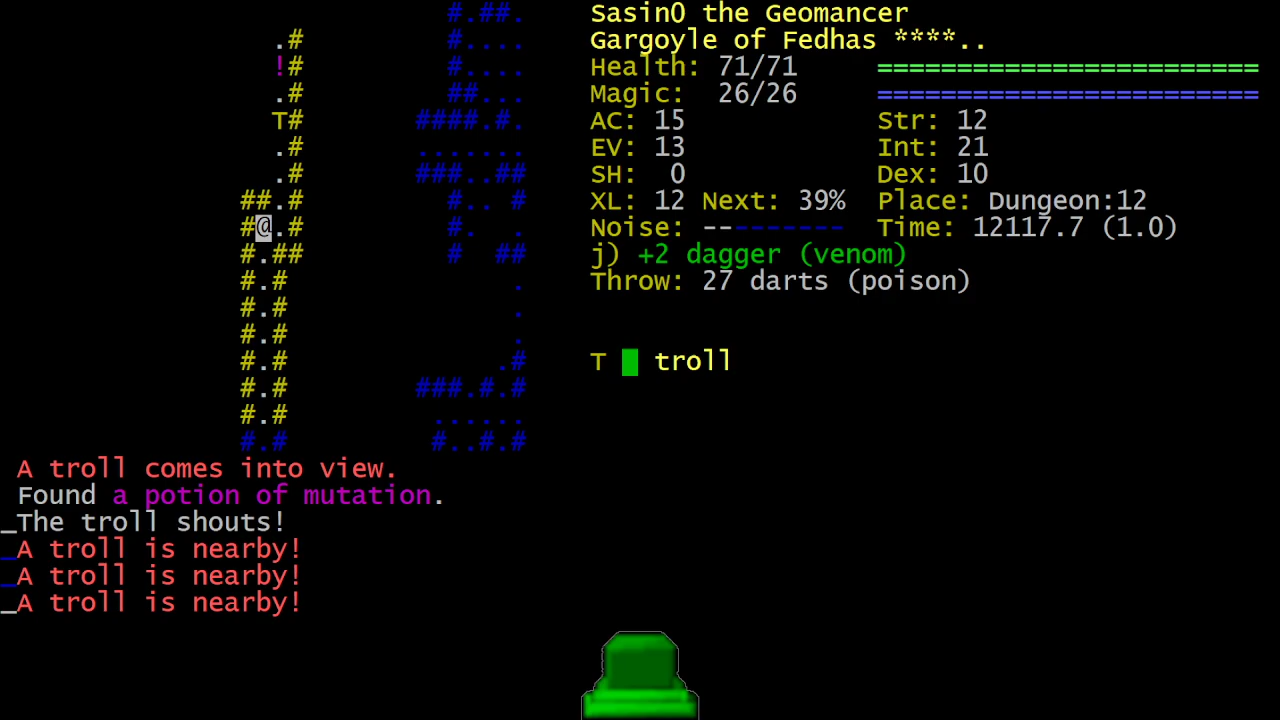 Sasin0 the Geomancer
Gargoyle of Fedhas ****..
Health: 71/71 ========================
Magic: 26/26 ========================
AC: 15 Str: 12
EV: 13 Int: 21
SH: 0 Dex: 10
XL: 12 Next: 39% Place: Dungeon:12
Noise: --------- Time: 12117.7 (1.0)
j) +2 dagger (venom)
Throw: 27 darts (poison)
T troll
A troll comes into view.
Found a potion of mutation.
_The troll shouts!
_A troll is nearby!
_A troll is nearby!
_A troll is nearby!